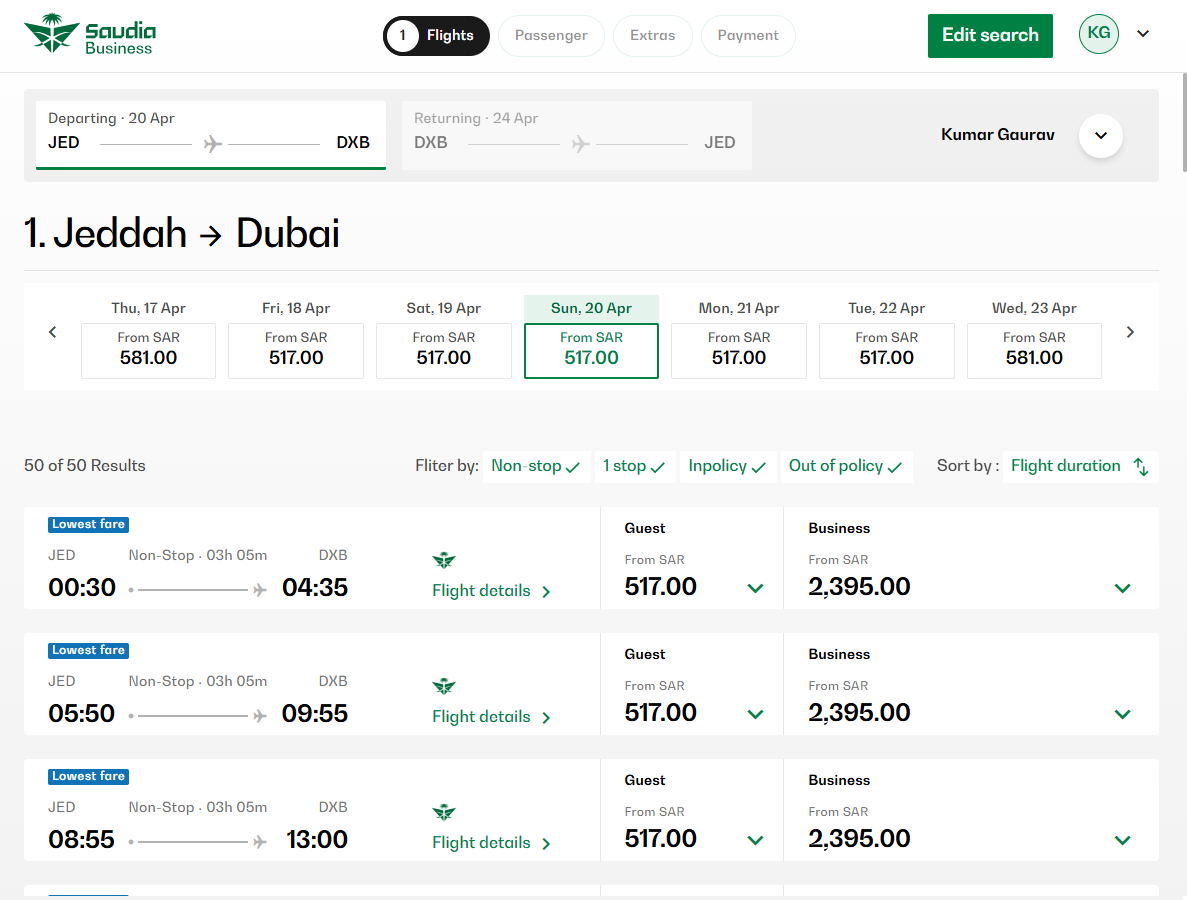 Saudia
Business
1 Flights
Passenger
Extras
Payment
Edit search
KG
Departing · 20 Apr
JED DXB
Returning · 24 Apr
DXB JED
Kumar Gaurav
1. Jeddah → Dubai
Thu, 17 Apr
From SAR
581.00
Fri, 18 Apr
From SAR
517.00
Sat, 19 Apr
From SAR
517.00
Sun, 20 Apr
From SAR
517.00
Mon, 21 Apr
From SAR
517.00
Tue, 22 Apr
From SAR
517.00
Wed, 23 Apr
From SAR
581.00
50 of 50 Results
Fliter by: Non-stop 1 stop Inpolicy Out of policy
Sort by : Flight duration
Lowest fare
JED Non-Stop · 03h 05m DXB
00:30 04:35
Flight details
Guest
From SAR
517.00
Business
From SAR
2,395.00
Lowest fare
JED Non-Stop · 03h 05m DXB
05:50 09:55
Flight details
Guest
From SAR
517.00
Business
From SAR
2,395.00
Lowest fare
JED Non-Stop · 03h 05m DXB
08:55 13:00
Flight details
Guest
From SAR
517.00
Business
From SAR
2,395.00